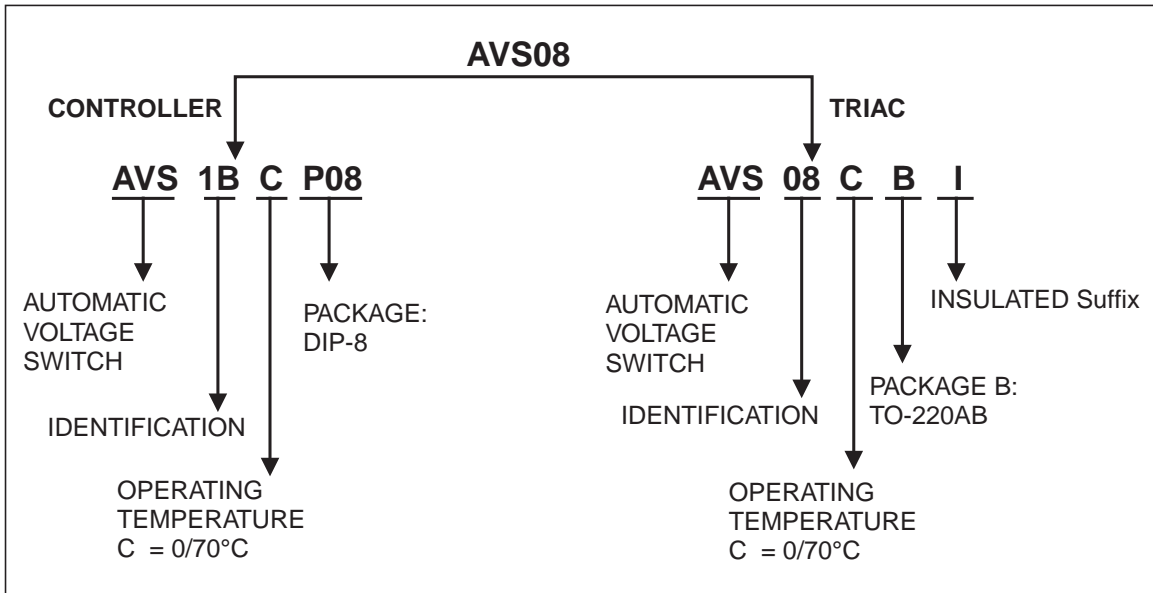 AVS08
CONTROLLER
TRIAC
AVS 1B C P08
AVS 08 C B I
AUTOMATIC
VOLTAGE
SWITCH
IDENTIFICATION
OPERATING
TEMPERATURE
C = 0/70°C
PACKAGE:
DIP-8
AUTOMATIC
VOLTAGE
SWITCH
IDENTIFICATION
OPERATING
TEMPERATURE
C = 0/70°C
PACKAGE B:
TO-220AB
INSULATED Suffix